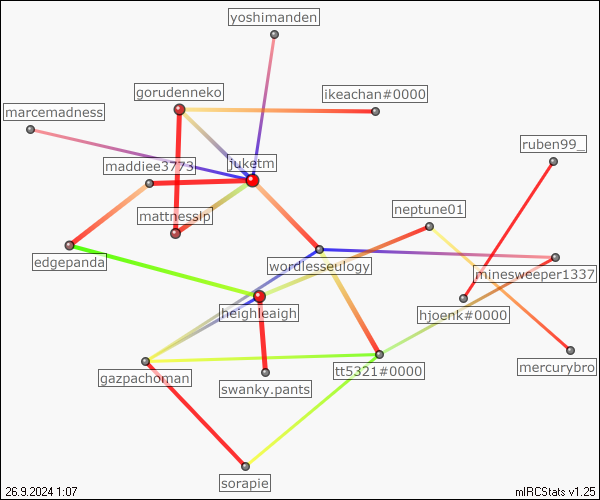 yoshimanden
gorudenneko
ikeachan#0000
marcemadness
ruben99_
maddiee3773
juketm
neptune01
mattnesslp
edgepanda
wordlesseulogy
minesweeper1337
heighleaigh
hjoenk#0000
gazpachoman
swanky.pants
tt5321#0000
mercurybro
sorapie
26.9.2024 1:07
mIRCStats v1.25